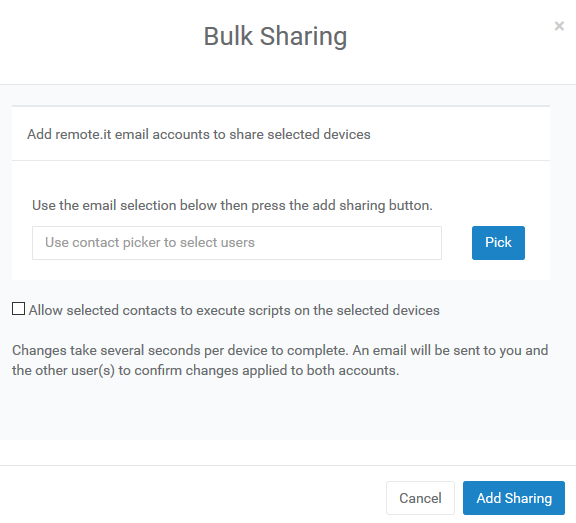 Bulk Sharing
×
Add remote.it email accounts to share selected devices
Use the email selection below then press the add sharing button.
Use contact picker to select users
Pick
Allow selected contacts to execute scripts on the selected devices
Changes take several seconds per device to complete. An email will be sent to you and
the other user(s) to confirm changes applied to both accounts.
Cancel
Add Sharing